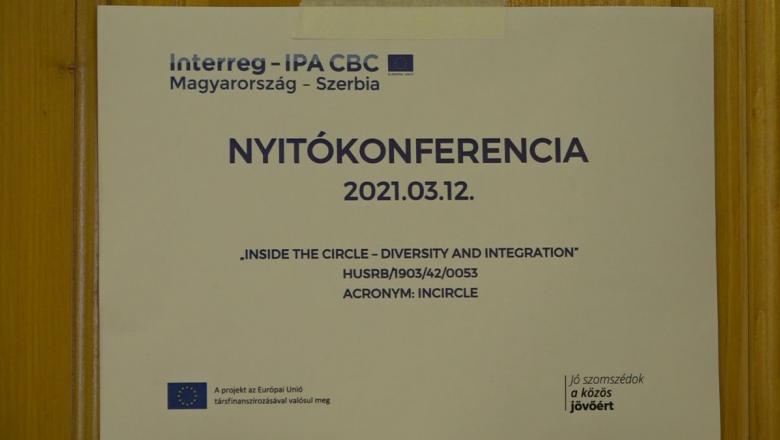 Interreg - IPA CBC
Magyarország - Szerbia
NYITÓKONFERENCIA
2021.03.12.
„INSIDE THE CIRCLE – DIVERSITY AND INTEGRATION”
HUSRB/1903/42/0053
ACRONYM: INCIRCLE
A projekt az Európai Unió
társfinanszírozásával valósul meg
Jó szomszédok
a közös
jövőért